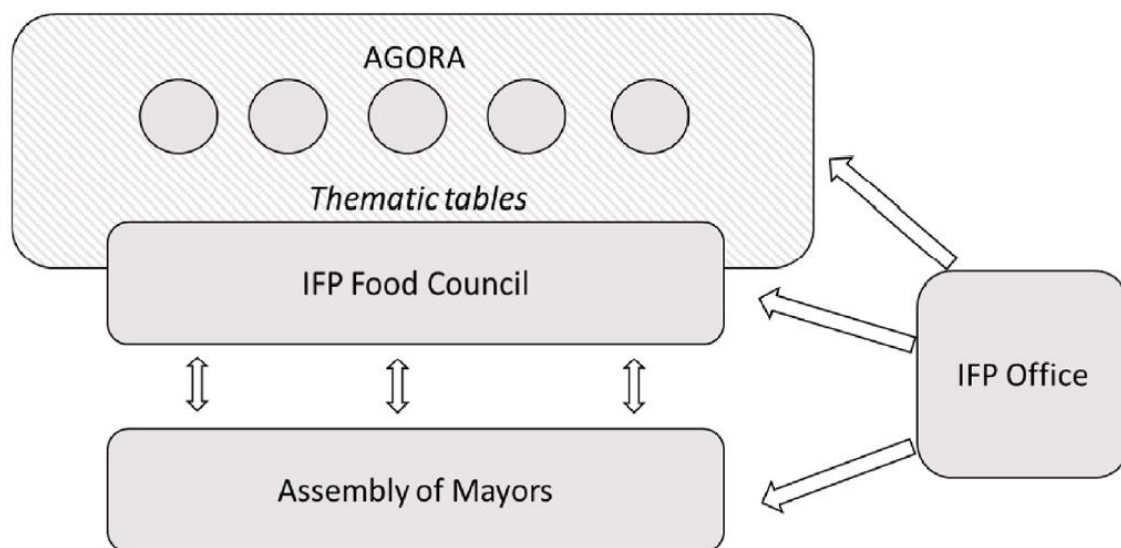 AGORA
Thematic tables
IFP Food Council
IFP Office
Assembly of Mayors